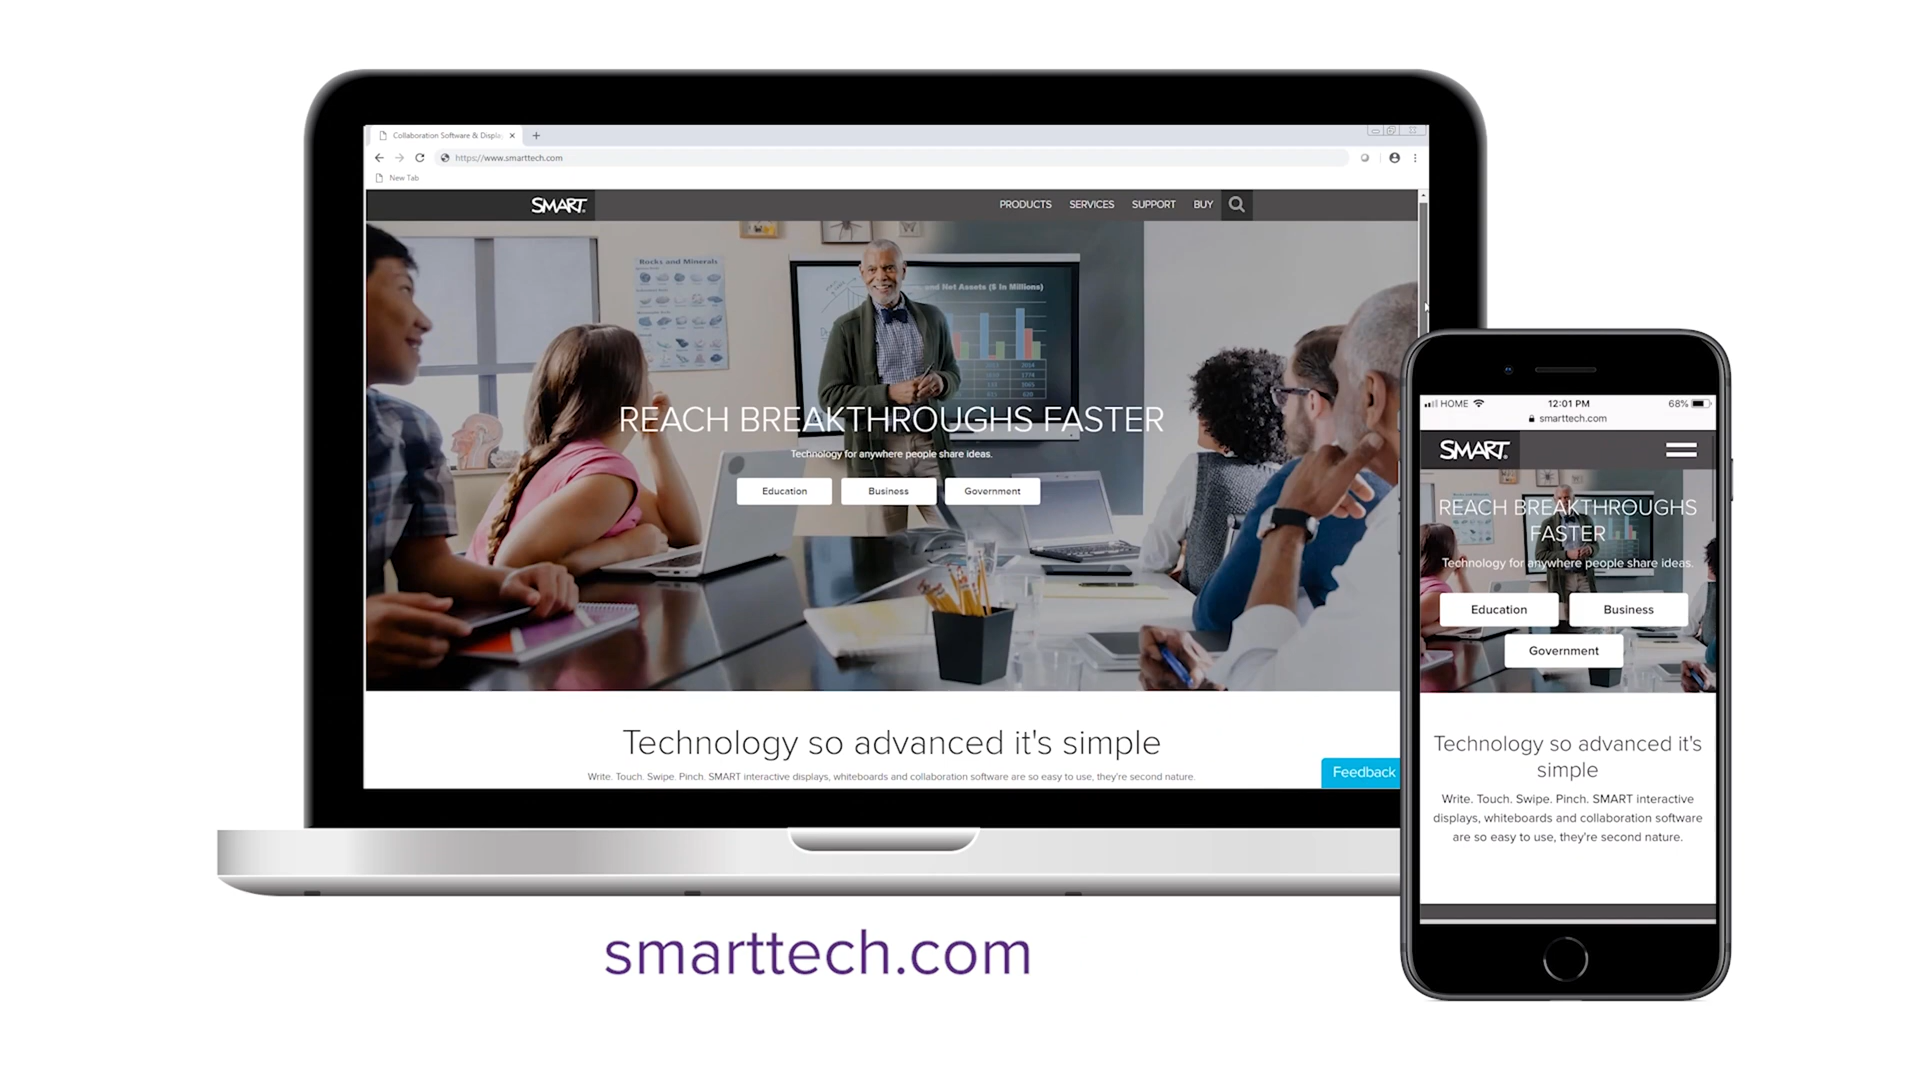 Collaboration Software & Displa
https://www.smarttech.com
New Tab
SMART
PRODUCTS SERVICES SUPPORT BUY
Rocks and Minerals
and Net Assets ($ In Millions)
REACH BREAKTHROUGHS FASTER
Technology for anywhere people share ideas.
Education Business Government
Technology so advanced it's simple
Write. Touch. Swipe. Pinch. SMART interactive displays, whiteboards and collaboration software are so easy to use, they're second nature.
Feedback
HOME 12:01 PM 68%
smarttech.com
SMART
REACH BREAKTHROUGHS
FASTER
Technology for anywhere people share ideas.
Education Business
Government
Technology so advanced it's
simple
Write. Touch. Swipe. Pinch. SMART interactive
displays, whiteboards and collaboration software
are so easy to use, they're second nature.
smarttech.com